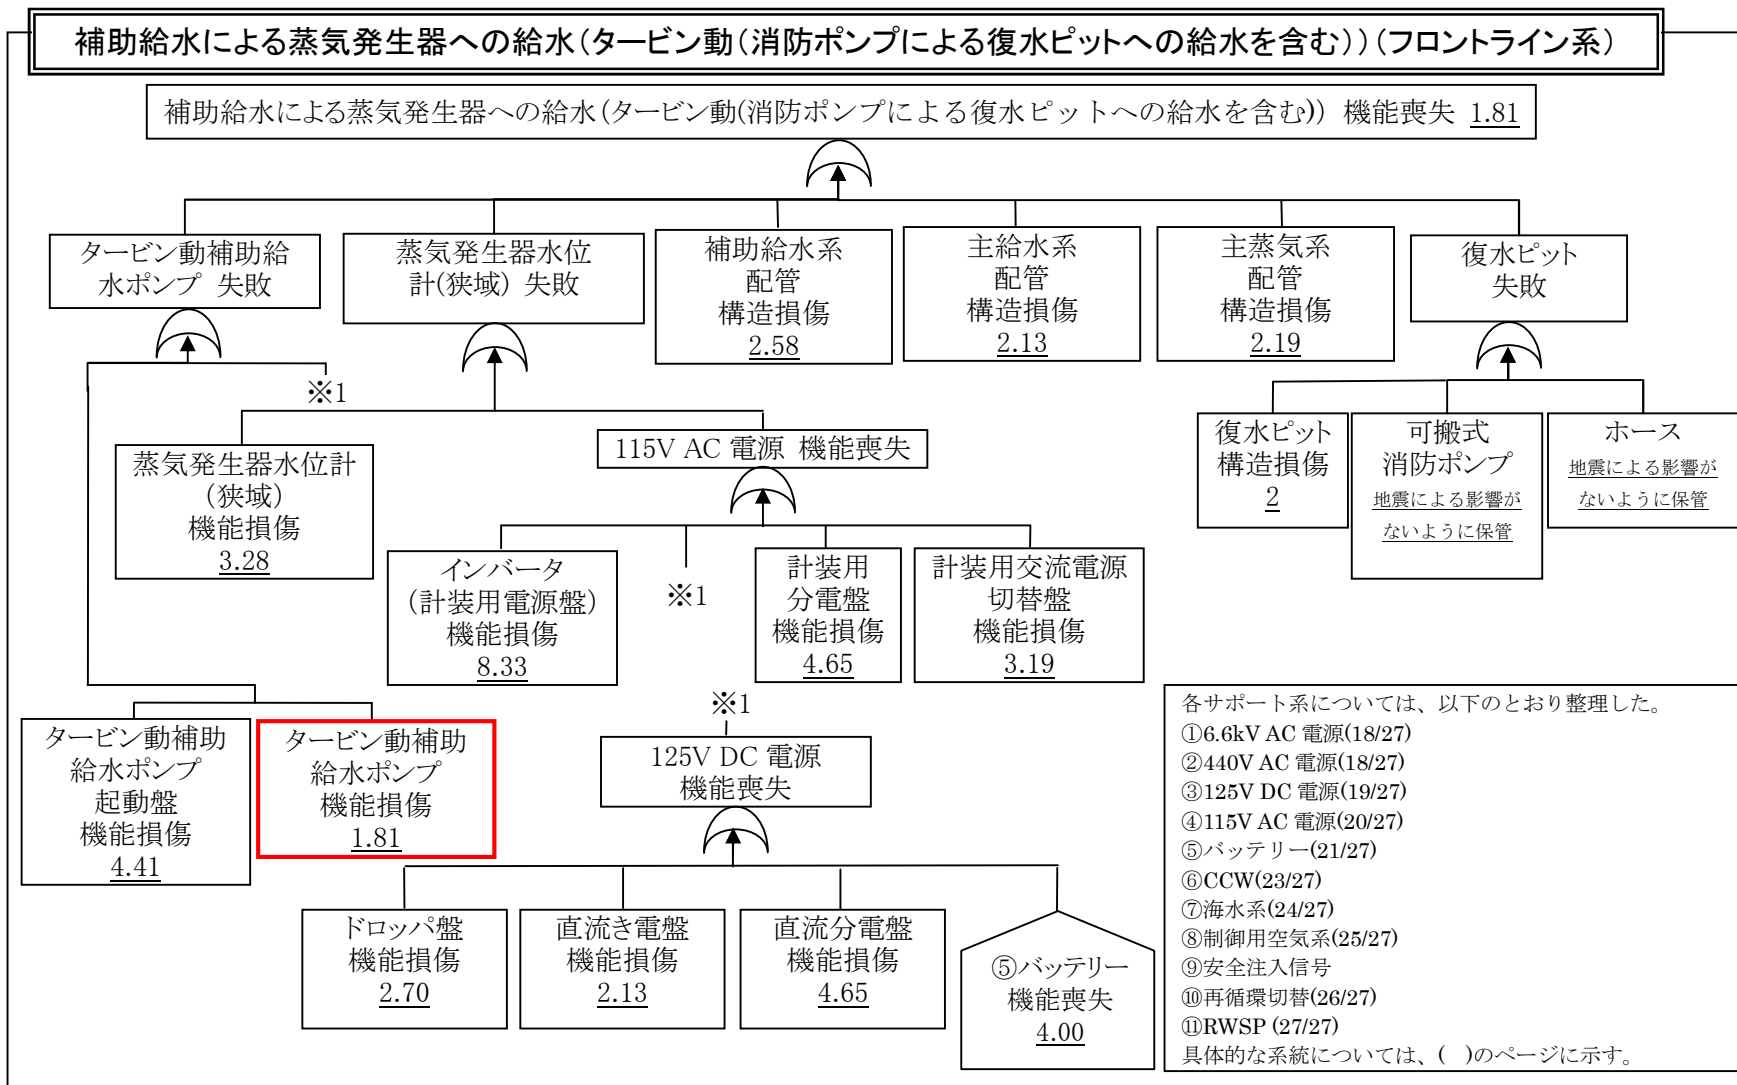 補助給水による蒸気発生器への給水(タービン動(消防ポンプによる復水ピットへの給水を含む))(フロントライン系)
補助給水による蒸気発生器への給水(タービン動(消防ポンプによる復水ピットへの給水を含む)) 機能喪失 1.81
タービン動補助給
水ポンプ 失敗
蒸気発生器水位
計(狭域) 失敗
補助給水系
配管
構造損傷
2.58
主給水系
配管
構造損傷
2.13
主蒸気系
配管
構造損傷
2.19
復水ピット
失敗
※1
蒸気発生器水位計
(狭域)
機能損傷
3.28
115V AC 電源 機能喪失
復水ピット
構造損傷
2
可搬式
消防ポンプ
地震による影響が
ないように保管
ホース
地震による影響が
ないように保管
インバータ
(計装用電源盤)
機能損傷
8.33
※1
計装用
分電盤
機能損傷
4.65
計装用交流電源
切替盤
機能損傷
3.19
タービン動補助
給水ポンプ
起動盤
機能損傷
4.41
タービン動補助
給水ポンプ
機能損傷
1.81
※1
125V DC 電源
機能喪失
ドロッパ盤
機能損傷
2.70
直流き電盤
機能損傷
2.13
直流分電盤
機能損傷
4.65
⑤バッテリー
機能喪失
4.00
各サポート系については、以下のとおり整理した。
①6.6kV AC 電源(18/27)
②440V AC 電源(18/27)
③125V DC 電源(19/27)
④115V AC 電源(20/27)
⑤バッテリー(21/27)
⑥CCW(23/27)
⑦海水系(24/27)
⑧制御用空気系(25/27)
⑨安全注入信号
⑩再循環切替(26/27)
⑪RWSP (27/27)
具体的な系統については、( )のページに示す。